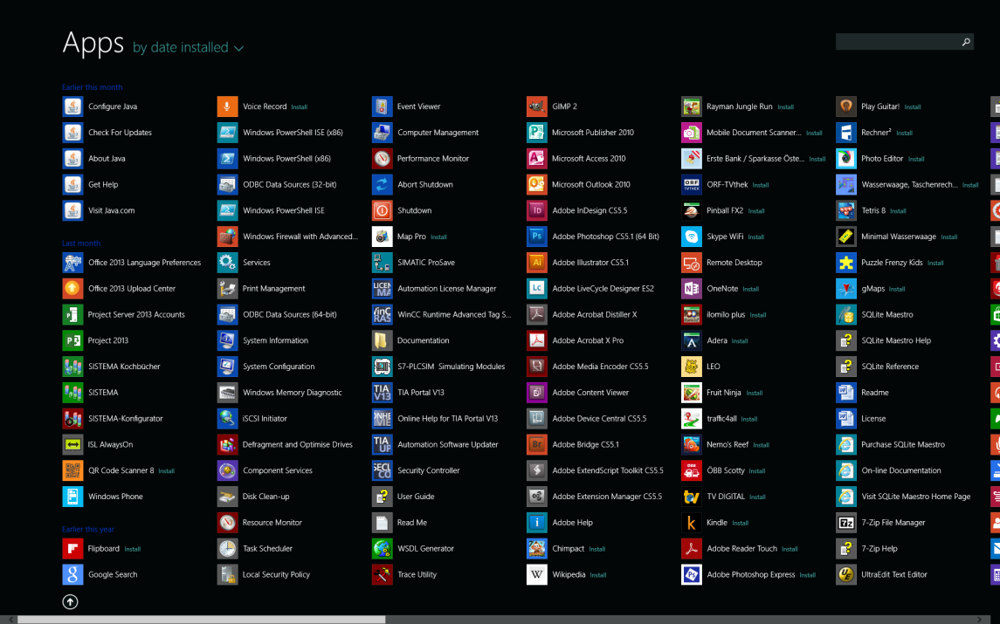 Apps by date installed
Earlier this month
Configure Java
Check For Updates
About Java
Get Help
Visit Java.com
Last month
Office 2013 Language Preferences
Office 2013 Upload Center
Project Server 2013 Accounts
Project 2013
SISTEMA Kochbücher
SISTEMA
SISTEMA-Konfigurator
ISL AlwaysOn
QR Code Scanner 8 Install
Windows Phone
Earlier this year
Flipboard Install
Google Search
Voice Record Install
Windows PowerShell ISE (x86)
Windows PowerShell (x86)
ODBC Data Sources (32-bit)
Windows PowerShell ISE
Windows Firewall with Advanced...
Services
Print Management
ODBC Data Sources (64-bit)
System Information
System Configuration
Windows Memory Diagnostic
iSCSI Initiator
Defragment and Optimise Drives
Component Services
Disk Clean-up
Resource Monitor
Task Scheduler
Local Security Policy
Event Viewer
Computer Management
Performance Monitor
Abort Shutdown
Shutdown
Map Pro Install
SIMATIC ProSave
Automation License Manager
WinCC Runtime Advanced Tag S...
Documentation
S7-PLCSIM Simulating Modules
TIA Portal V13
Online Help for TIA Portal V13
Automation Software Updater
Security Controller
User Guide
Read Me
WSDL Generator
Trace Utility
GIMP 2
Microsoft Publisher 2010
Microsoft Access 2010
Microsoft Outlook 2010
Adobe InDesign CS5.5
Adobe Photoshop CS5.1 (64 Bit)
Adobe Illustrator CS5.1
Adobe LiveCycle Designer ES2
Adobe Acrobat Distiller X
Adobe Acrobat X Pro
Adobe Media Encoder CS5.5
Adobe Content Viewer
Adobe Device Central CS5.5
Adobe Bridge CS5.1
Adobe ExtendScript Toolkit CS5.5
Adobe Extension Manager CS5.5
Adobe Help
Chimpact Install
Wikipedia Install
Rayman Jungle Run Install
Mobile Document Scanner... Install
Erste Bank / Sparkasse Öste... Install
ORF-TVthek Install
Pinball FX2 Install
Skype WiFi Install
Remote Desktop
OneNote Install
ilomilo plus Install
Adera Install
LEO
Fruit Ninja Install
traffic4all Install
Nemo's Reef Install
ÖBB Scotty Install
TV DIGITAL Install
Kindle Install
Adobe Reader Touch Install
Adobe Photoshop Express Install
Play Guitar! Install
Rechner² Install
Photo Editor Install
Wasserwaage, Taschenrech... Install
Tetris 8 Install
Minimal Wasserwaage Install
Puzzle Frenzy Kids Install
gMaps Install
SQLite Maestro
SQLite Maestro Help
SQLite Reference
Readme
License
Purchase SQLite Maestro
On-line Documentation
Visit SQLite Maestro Home Page
7-Zip File Manager
7-Zip Help
UltraEdit Text Editor